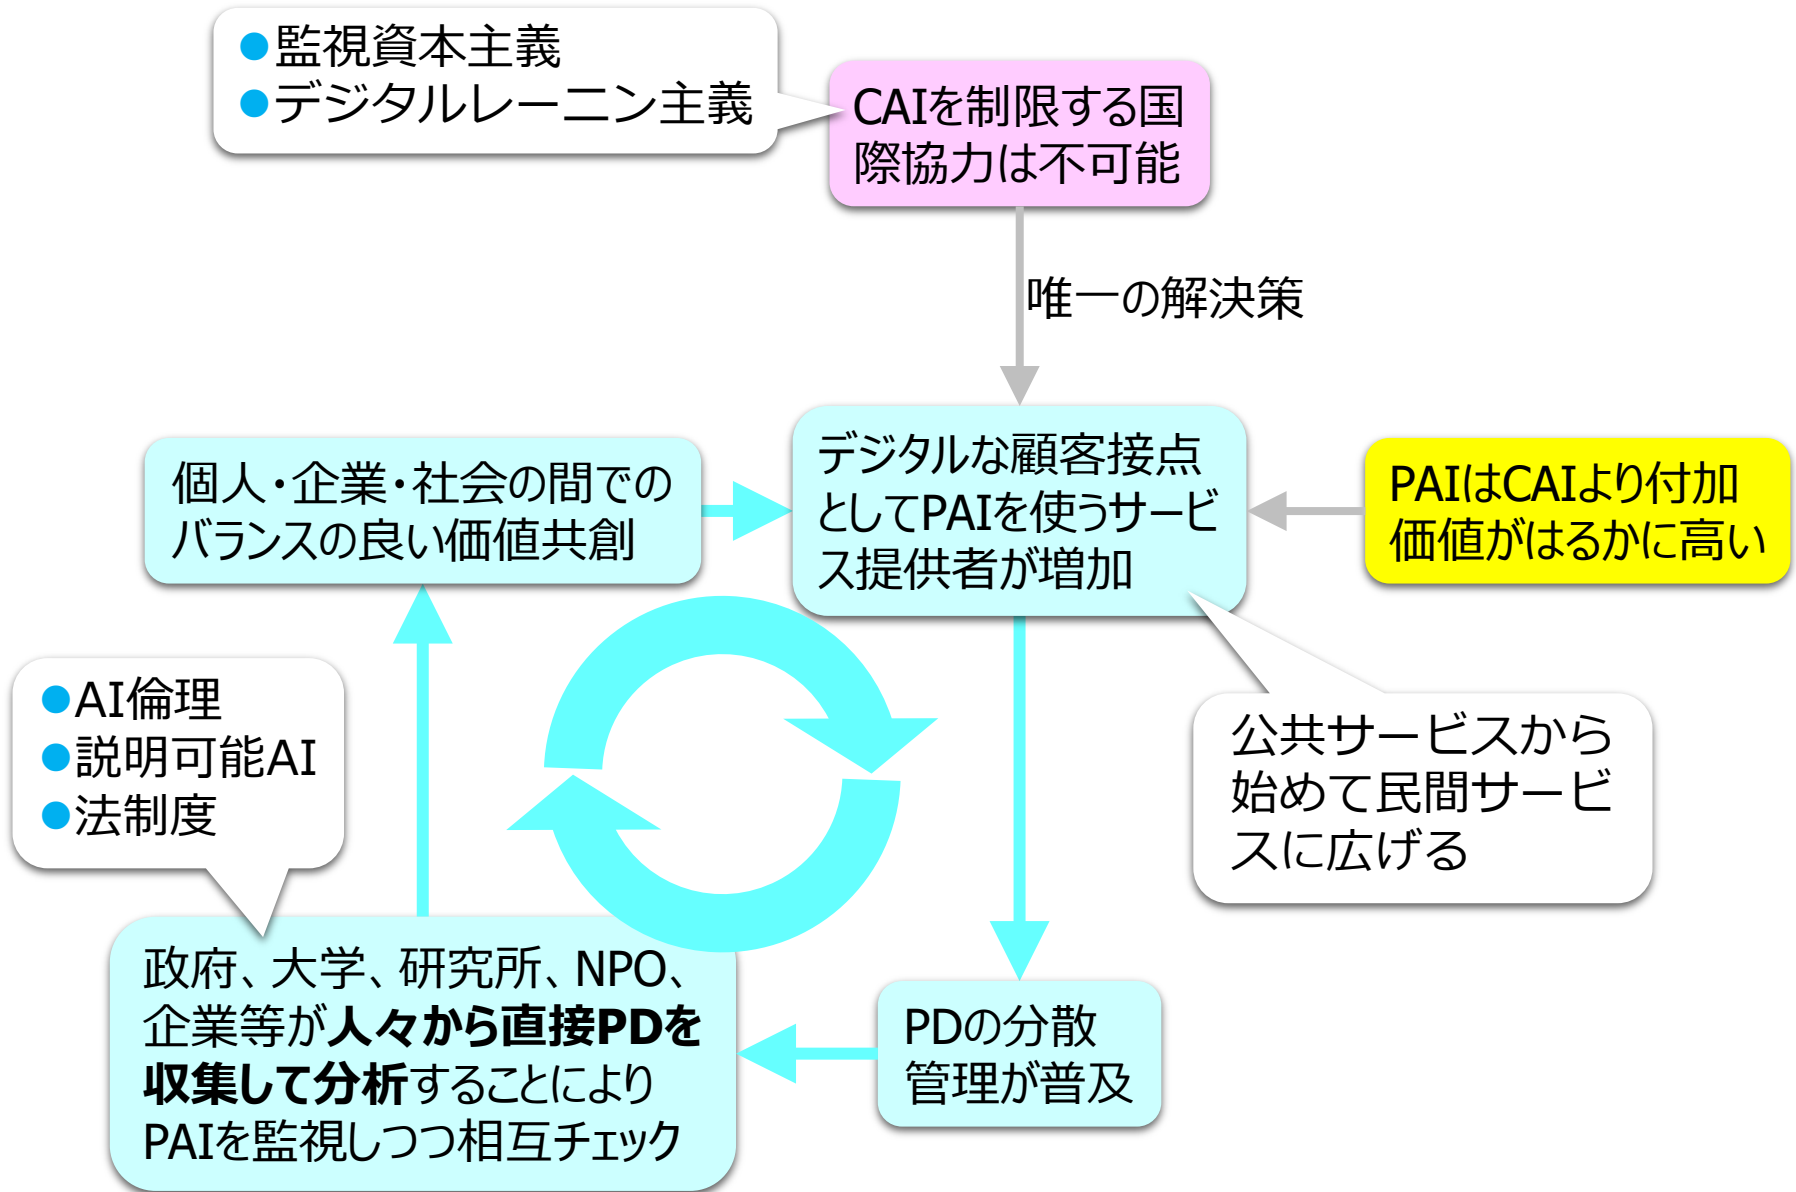 ●監視資本主義
●デジタルレーニン主義
CAIを制限する国
際協力は不可能
唯一の解決策
個人・企業・社会の間での
バランスの良い価値共創
デジタルな顧客接点
としてPAIを使うサービ
ス提供者が増加
PAIはCAIより付加
価値がはるかに高い
●AI倫理
●説明可能AI
●法制度
公共サービスから
始めて民間サービ
スに広げる
政府、大学、研究所、NPO、
企業等が人々から直接PDを
収集して分析することにより
PAIを監視しつつ相互チェック
PDの分散
管理が普及